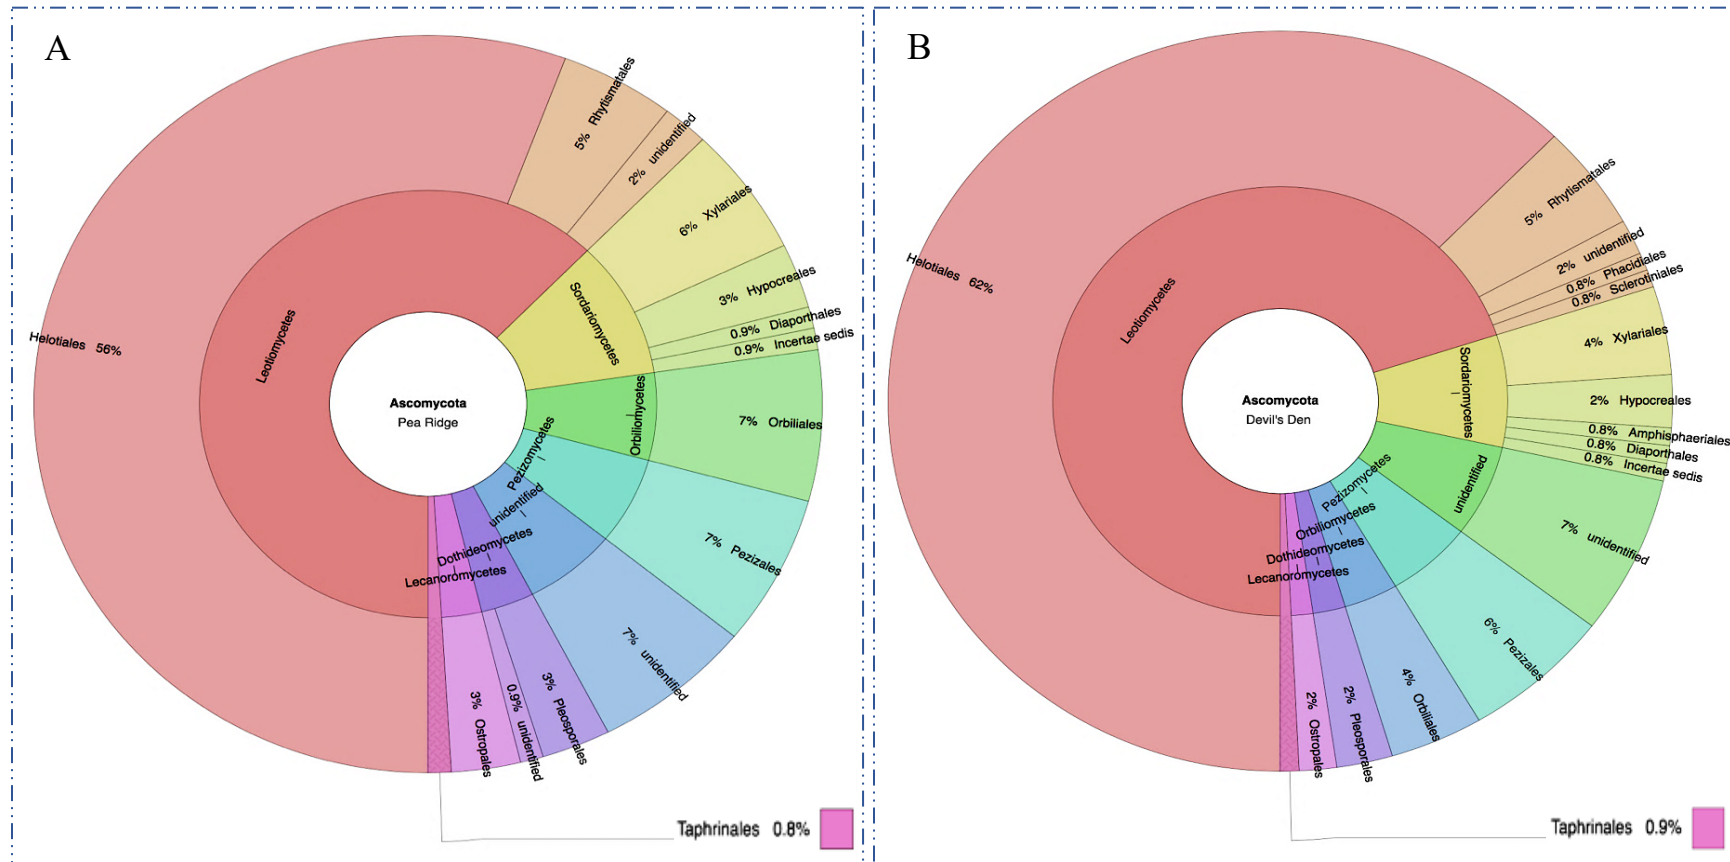 A
5% Rhytismatales
2% unidentified
6% Xylariales
3% Hypocreales
0.9% Diaporthales
0.9% Incertae sedis
7% Orbiliales
7% Pezizales
7% unidentified
3% Pleosporales
0.9% unidentified
3% Ostropales
Helotiales 56%
Leotiomycetes
Sordariomycetes
Orbiliomycetes
Pezizomycetes
unidentified
Dothideomycetes
Lecanoromycetes
Ascomycota
Pea Ridge
Taphrinales 0.8%
B
5% Rhytismatales
2% unidentified
0.8% Phacidiales
0.8% Sclerotiniales
4% Xylariales
2% Hypocreales
0.8% Amphisphaeriales
0.8% Diaporthales
0.8% Incertae sedis
7% unidentified
6% Pezizales
4% Orbiliales
2% Pleosporales
2% Ostropales
Helotiales 62%
Leotiomycetes
Sordariomycetes
unidentified
Pezizomycetes
Orbiliomycetes
Dothideomycetes
Lecanoromycetes
Ascomycota
Devil's Den
Taphrinales 0.9%